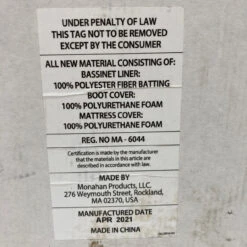 UNDER PENALTY OF LAW
THIS TAG NOT TO BE REMOVED
EXCEPT BY THE CONSUMER
ALL NEW MATERIAL CONSISTING OF:
BASSINET LINER:
100% POLYESTER FIBER BATTING
BOOT COVER:
100% POLYURETHANE FOAM
MATTRESS COVER:
100% POLYURETHANE FOAM
REG. NO MA - 6044
Certification is made by the manufacturer
that the materials in this article are
described in accordance with law.
MADE BY
Monahan Products, LLC.
276 Weymouth Street, Rockland,
MA 02370, USA
MANUFACTURED DATE
APR 2021
MADE IN CHINA